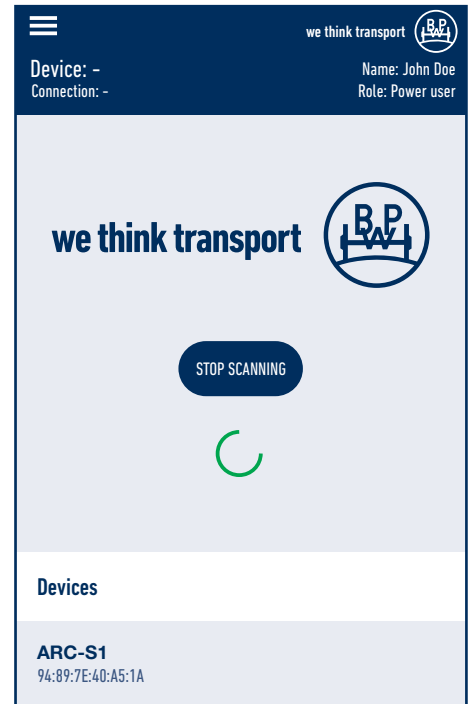 we think transport BPW
Device: -
Name: John Doe
Connection: -
Role: Power user
we think transport BPW
STOP SCANNING
Devices
ARC-S1
94:89:7E:40:A5:1A